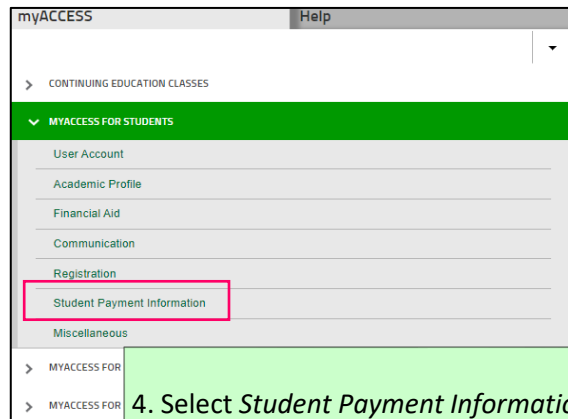 myACCESS Help
CONTINUING EDUCATION CLASSES
MYACCESS FOR STUDENTS
User Account
Academic Profile
Financial Aid
Communication
Registration
Student Payment Information
Miscellaneous
MYACCESS FOR
MYACCESS FOR
4. Select Student Payment Informatio